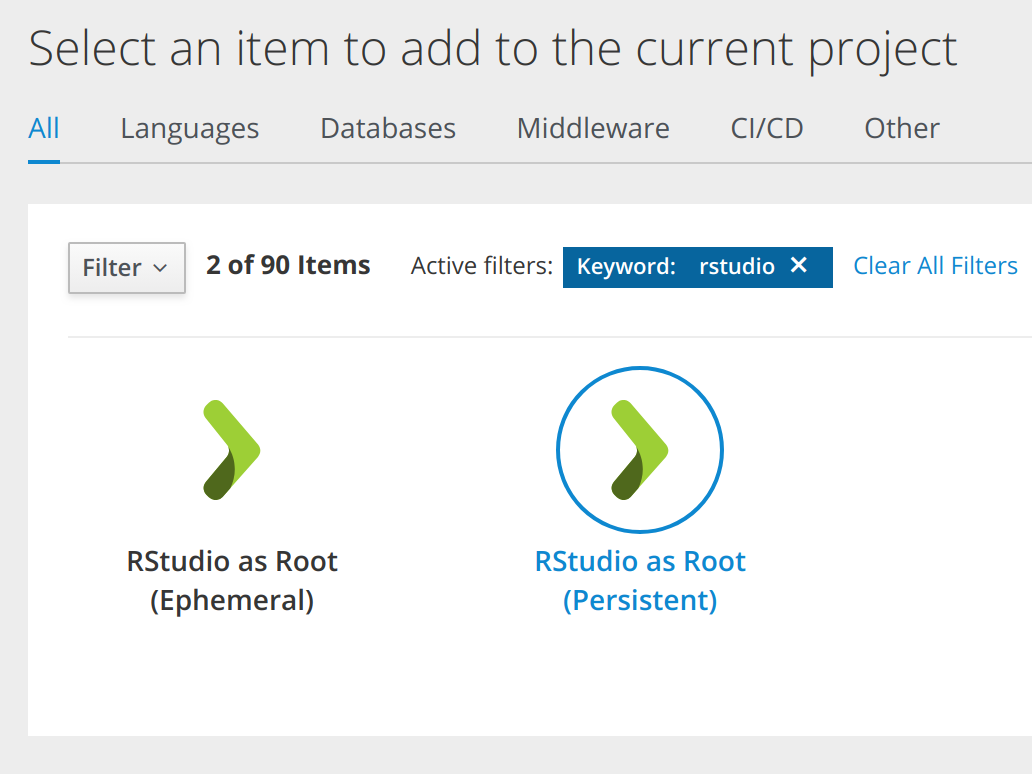 Select an item to add to the current project
All Languages Databases Middleware CI/CD Other
Filter 2 of 90 Items Active filters: Keyword: rstudio × Clear All Filters
RStudio as Root
(Ephemeral)
RStudio as Root
(Persistent)